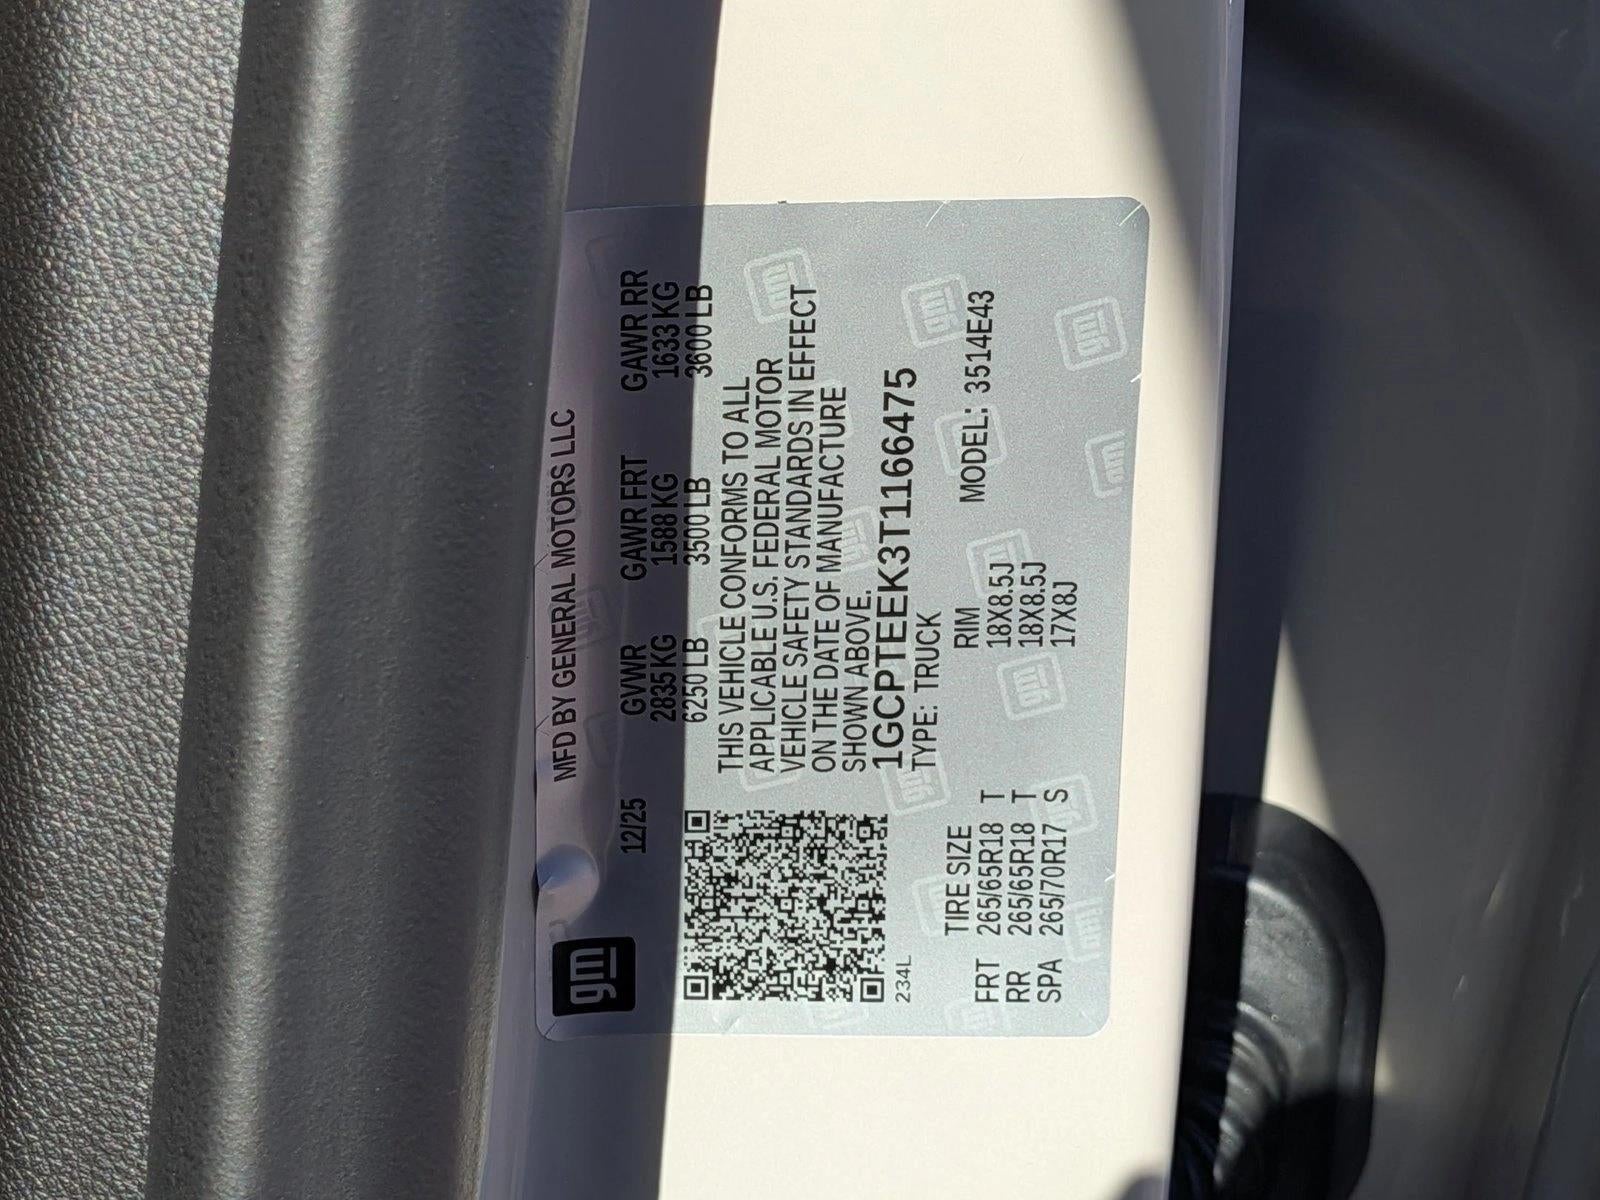 gm
MFD BY GENERAL MOTORS LLC
12/25 GVWR GAWR FRT GAWR RR
2835 KG 1588 KG 1633 KG
6250 LB 3500 LB 3600 LB
THIS VEHICLE CONFORMS TO ALL
APPLICABLE U.S. FEDERAL MOTOR
VEHICLE SAFETY STANDARDS IN EFFECT
ON THE DATE OF MANUFACTURE
SHOWN ABOVE.
1GCPTEEK3T1166475
TYPE: TRUCK
234L
TIRE SIZE RIM MODEL: 3514E43
FRT 265/65R18 T 18X8.5J
RR 265/65R18 T 18X8.5J
SPA 265/70R17 S 17X8J